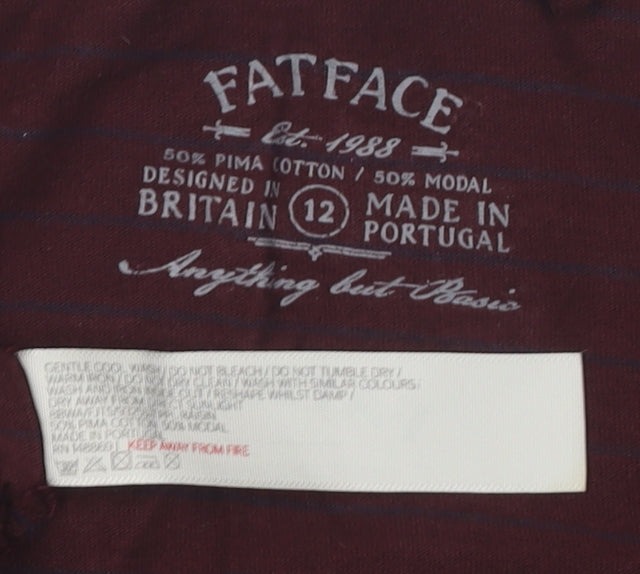 FATFACE
Est. 1988
50% PIMA COTTON / 50% MODAL
DESIGNED IN
BRITAIN
12
MADE IN
PORTUGAL
Anything but Basic
GENTLE COOL WASH / DO NOT BLEACH / DO NOT TUMBLE DRY /
WARM IRON / DO NOT DRY CLEAN / WASH WITH SIMILAR COLOURS /
WASH AND IRON INSIDE OUT / RESHAPE WHILST DAMP /
DRY AWAY FROM DIRECT SUNLIGHT
RAISIN
50% PIMA COTTON 50% MODAL
MADE IN PORTUGAL
RN 148860 KEEP AWAY FROM FIRE